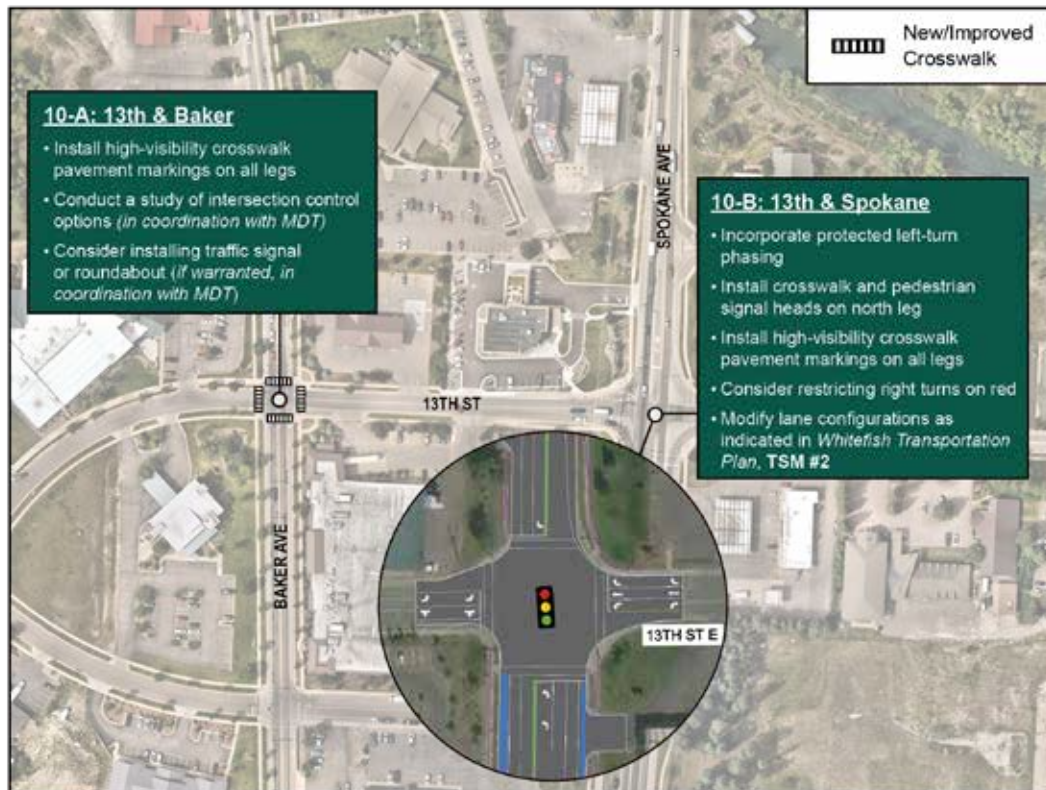 New/Improved
Crosswalk
10-A: 13th & Baker
• Install high-visibility crosswalk
pavement markings on all legs
• Conduct a study of intersection control
options (in coordination with MDT)
• Consider installing traffic signal
or roundabout (if warranted, in
coordination with MDT)
SPOKANE AVE
10-B: 13th & Spokane
• Incorporate protected left-turn
phasing
• Install crosswalk and pedestrian
signal heads on north leg
• Install high-visibility crosswalk
pavement markings on all legs
• Consider restricting right turns on red
• Modify lane configurations as
indicated in Whitefish Transportation
Plan, TSM #2
13TH ST
BAKER AVE
13TH ST E